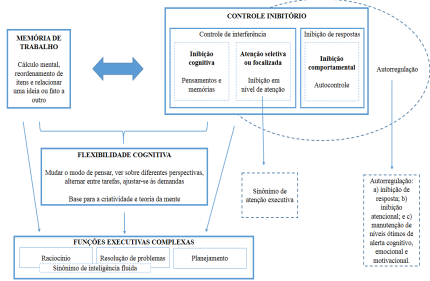 CONTROLE INIBITÓRIO
MEMÓRIA DE
TRABALHO
Cálculo mental,
reordenamento de
itens e relacionar
uma ideia ou fato a
outro
Controle de interferência
Inibição
cognitiva
Pensamentos e
memórias
Atenção seletiva
ou focalizada
Inibição em
nível de atenção
Inibição de respostas
Inibição
comportamental
Autocontrole
Autorregulação
FLEXIBILIDADE COGNITIVA
Mudar o modo de pensar, ver sobre diferentes perspectivas,
alternar entre tarefas, ajustar-se às demandas
Base para a criatividade e teoria da mente
Sinônimo de
atenção executiva
Autorregulação:
a) inibição de
resposta; b)
inibição
atencional; e c)
manutenção de
níveis ótimos de
alerta cognitivo,
emocional e
motivacional.
FUNÇÕES EXECUTIVAS COMPLEXAS
Raciocínio
Resolução de problemas
Planejamento
Sinônimo de inteligência fluida